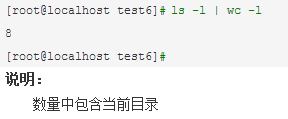 [root@localhost test6]# ls -l | wc -l
8
[root@localhost test6]#
说明：
数量中包含当前目录